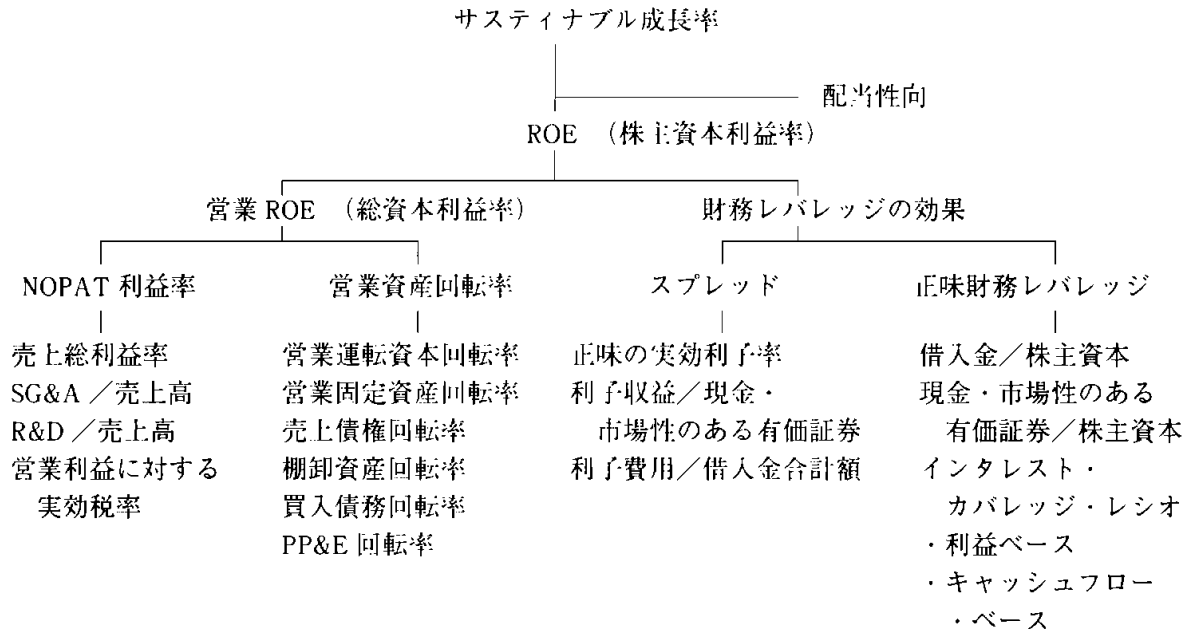 サスティナブル成長率
配当性向
ROE （株主資本利益率）
営業 ROE （総資本利益率）
財務レバレッジの効果
NOPAT 利益率
営業資産回転率
スプレッド
正味財務レバレッジ
売上総利益率
SG&A ／売上高
R&D ／売上高
営業利益に対する
実効税率
営業運転資本回転率
営業固定資産回転率
売上債権回転率
棚卸資産回転率
買入債務回転率
PP&E 回転率
正味の実効利子率
利子収益／現金・
市場性のある有価証券
利子費用／借入金合計額
借入金／株主資本
現金・市場性のある
有価証券／株主資本
インタレスト・
カバレッジ・レシオ
・利益ベース
・キャッシュフロー
・ベース